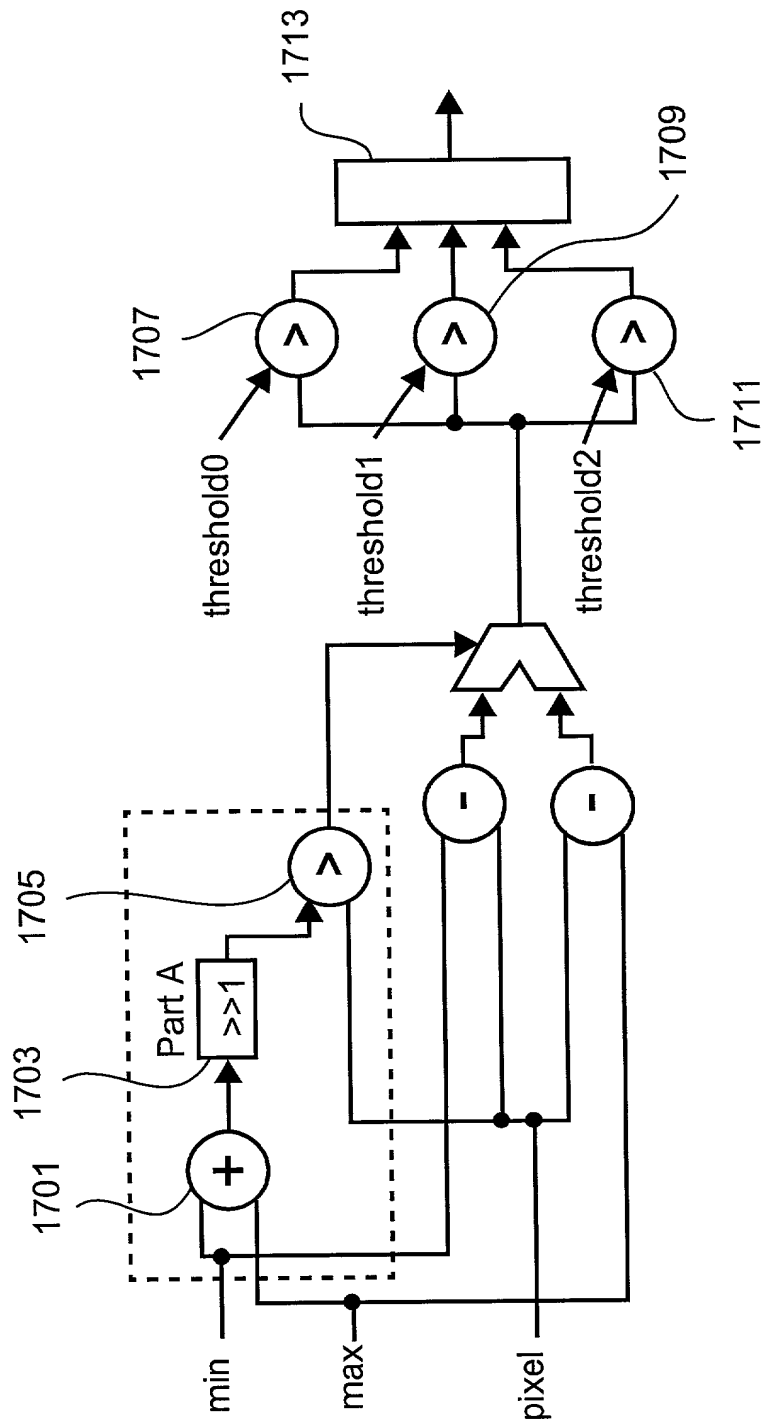 1701
1703
Part A
1705
+
>>1
>
min
max
pixel
-
-
threshold0
1707
>
threshold1
1709
>
threshold2
1711
>
1713